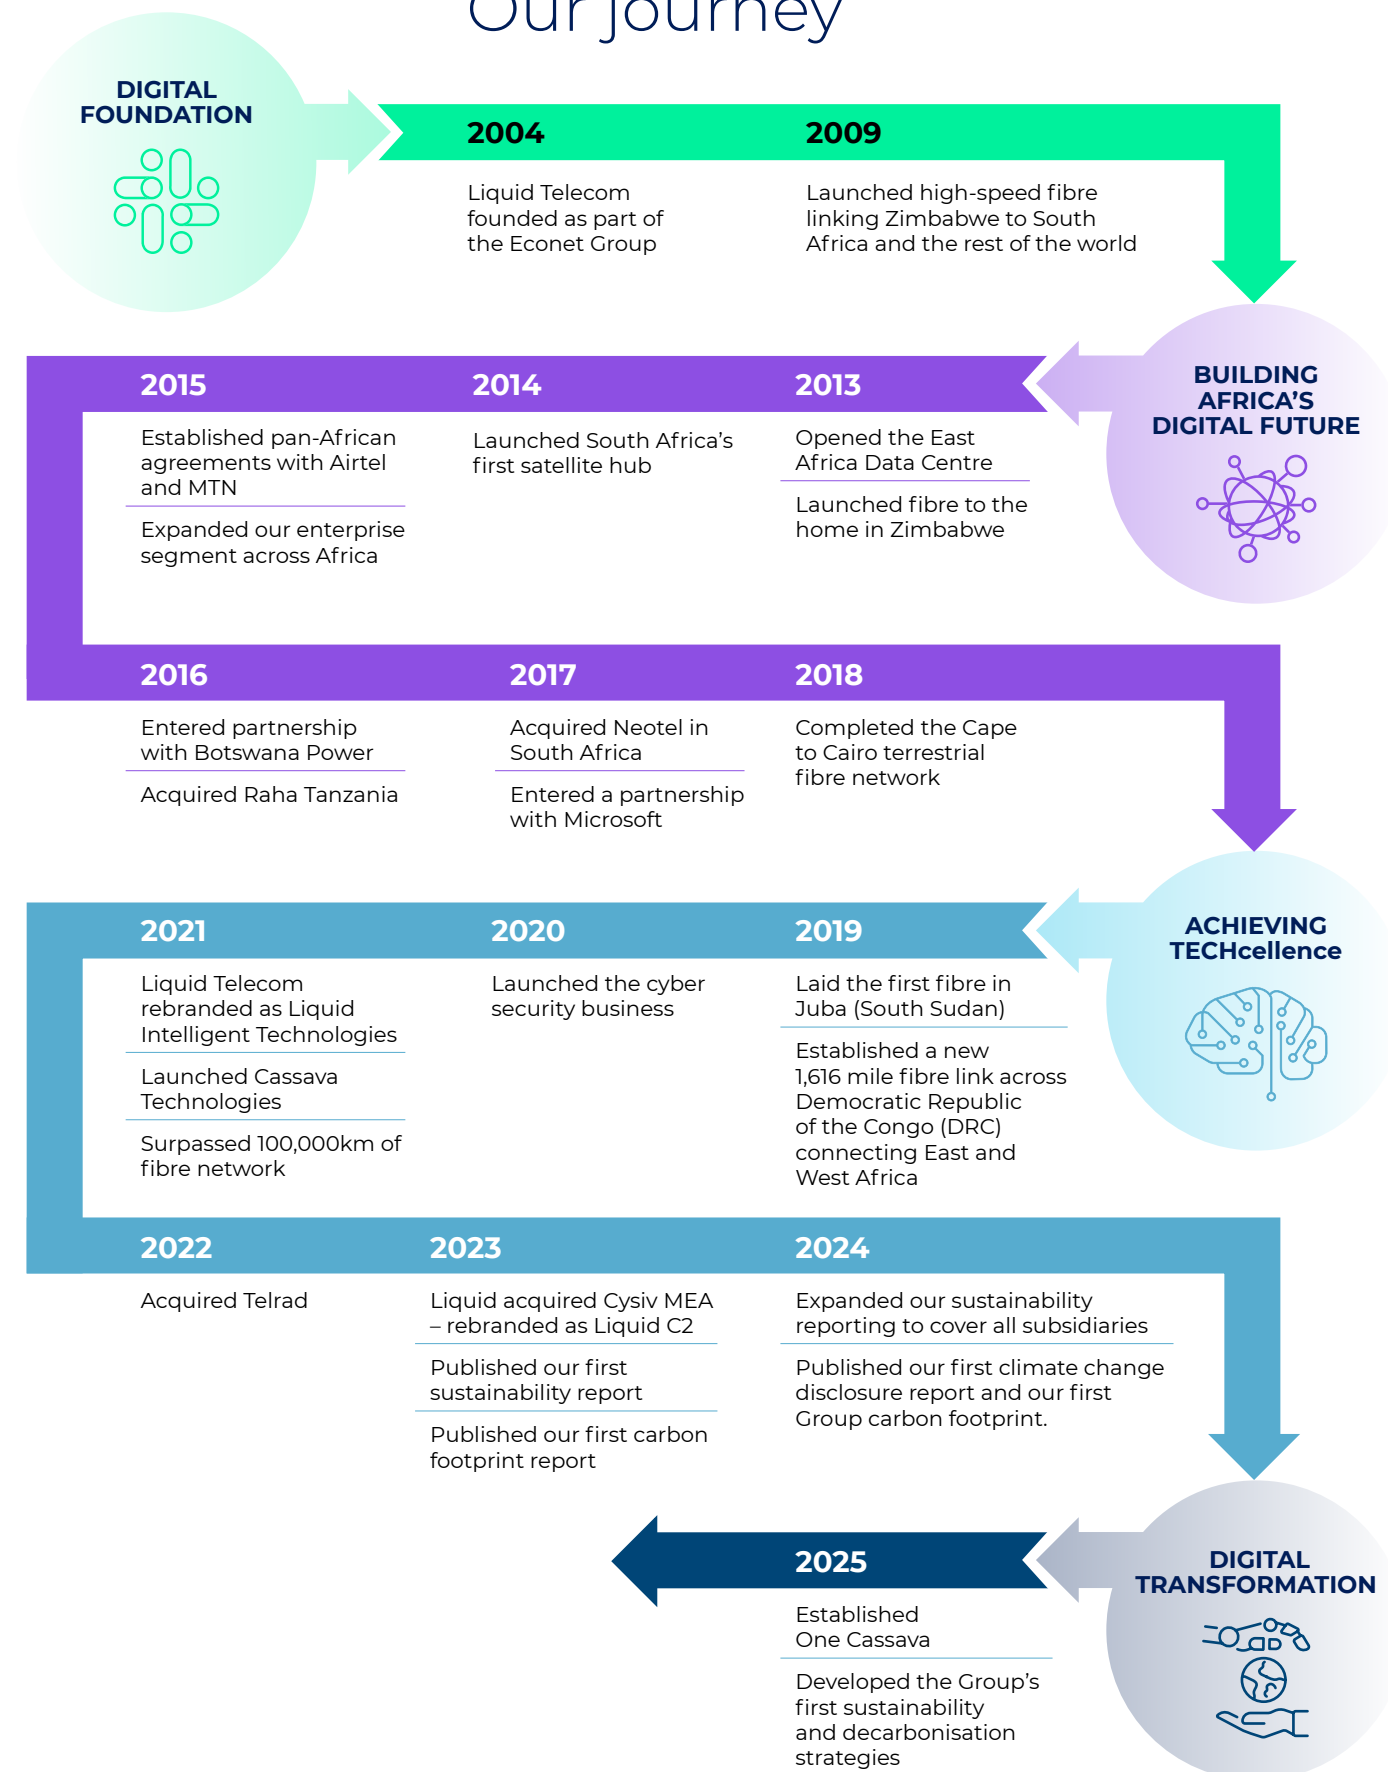 Our journey
DIGITAL
FOUNDATION
2004
Liquid Telecom
founded as part of
the Econet Group
2009
Launched high-speed fibre
linking Zimbabwe to South
Africa and the rest of the world
BUILDING
AFRICA’S
DIGITAL FUTURE
2013
Opened the East
Africa Data Centre
Launched fibre to the
home in Zimbabwe
2014
Launched South Africa’s
first satellite hub
2015
Established pan-African
agreements with Airtel
and MTN
Expanded our enterprise
segment across Africa
2016
Entered partnership
with Botswana Power
Acquired Raha Tanzania
2017
Acquired Neotel in
South Africa
Entered a partnership
with Microsoft
2018
Completed the Cape
to Cairo terrestrial
fibre network
ACHIEVING
TECHcellence
2019
Laid the first fibre in
Juba (South Sudan)
Established a new
1,616 mile fibre link across
Democratic Republic
of the Congo (DRC)
connecting East and
West Africa
2020
Launched the cyber
security business
2021
Liquid Telecom
rebranded as Liquid
Intelligent Technologies
Launched Cassava
Technologies
Surpassed 100,000km of
fibre network
2022
Acquired Telrad
2023
Liquid acquired Cysiv MEA
– rebranded as Liquid C2
Published our first
sustainability report
Published our first carbon
footprint report
2024
Expanded our sustainability
reporting to cover all subsidiaries
Published our first climate change
disclosure report and our first
Group carbon footprint.
DIGITAL
TRANSFORMATION
2025
Established
One Cassava
Developed the Group’s
first sustainability
and decarbonisation
strategies